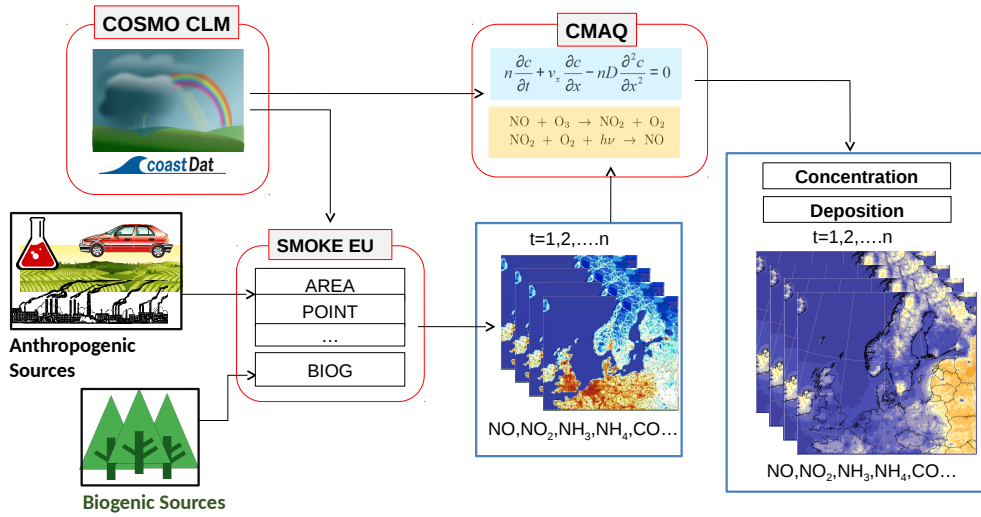 COSMO CLM
coastDat
CMAQ
n ∂c/∂t + vₓ ∂c/∂x − nD ∂²c/∂x² = 0
NO + O₃ → NO₂ + O₂
NO₂ + O₂ + hν → NO
Anthropogenic
Sources
Biogenic Sources
SMOKE EU
AREA
POINT
...
BIOG
t=1,2,....n
NO,NO₂,NH₃,NH₄,CO...
Concentration
Deposition
t=1,2,....n
NO,NO₂,NH₃,NH₄,CO...